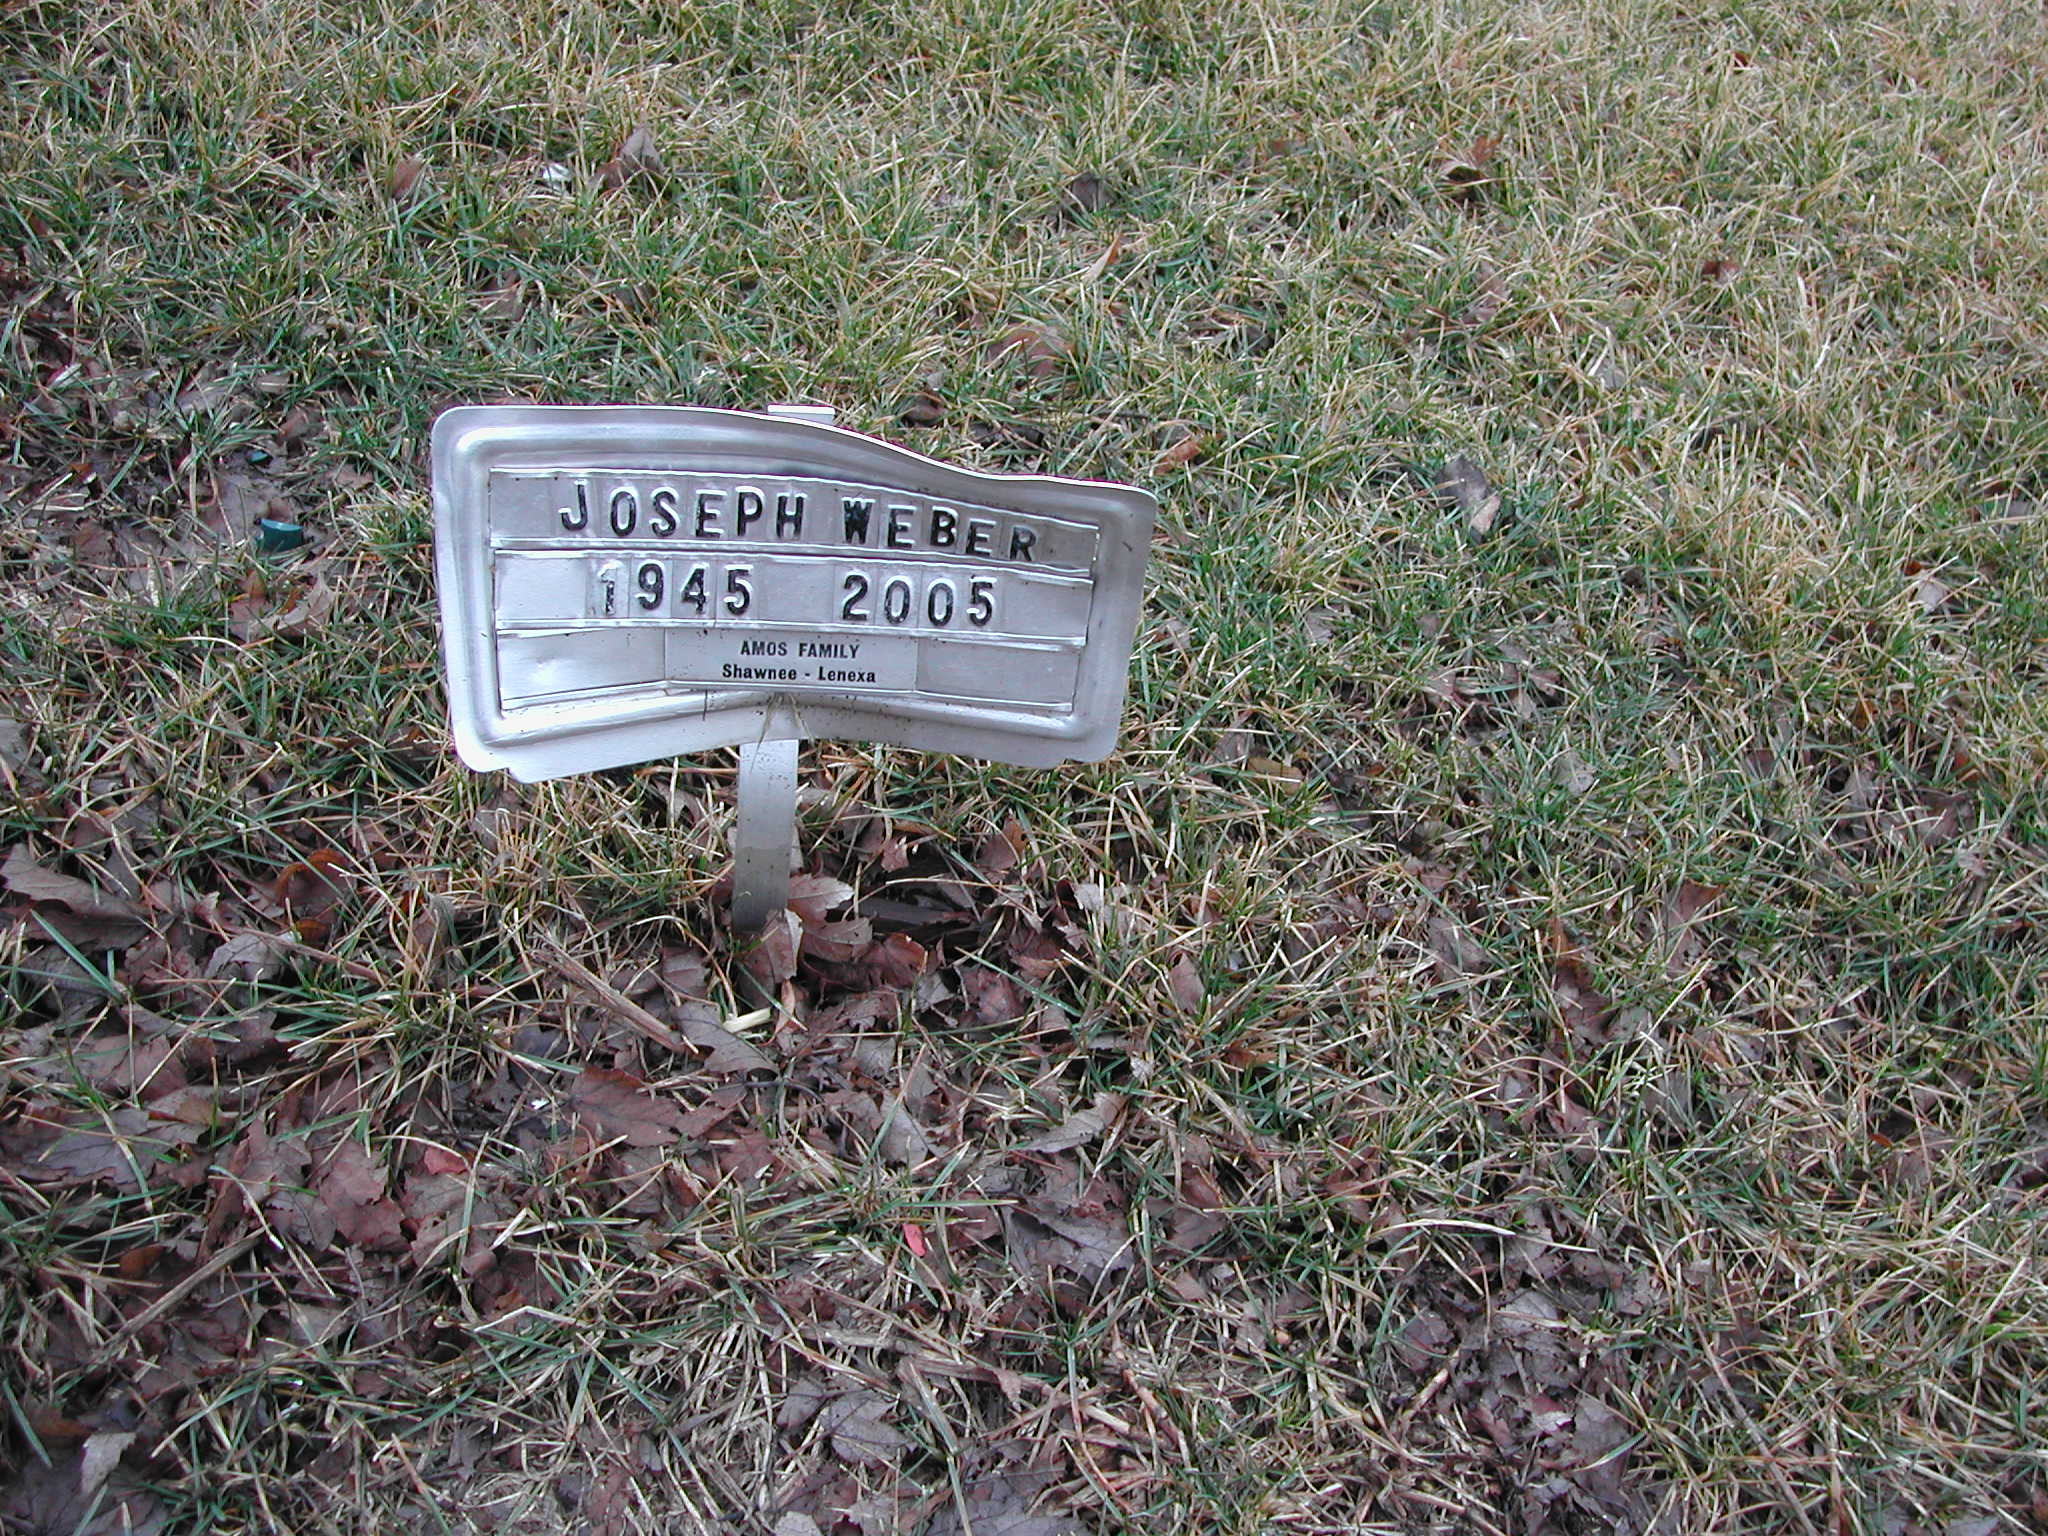 JOSEPH WEBER
1945 2005
AMOS FAMILY
Shawnee - Lenexa